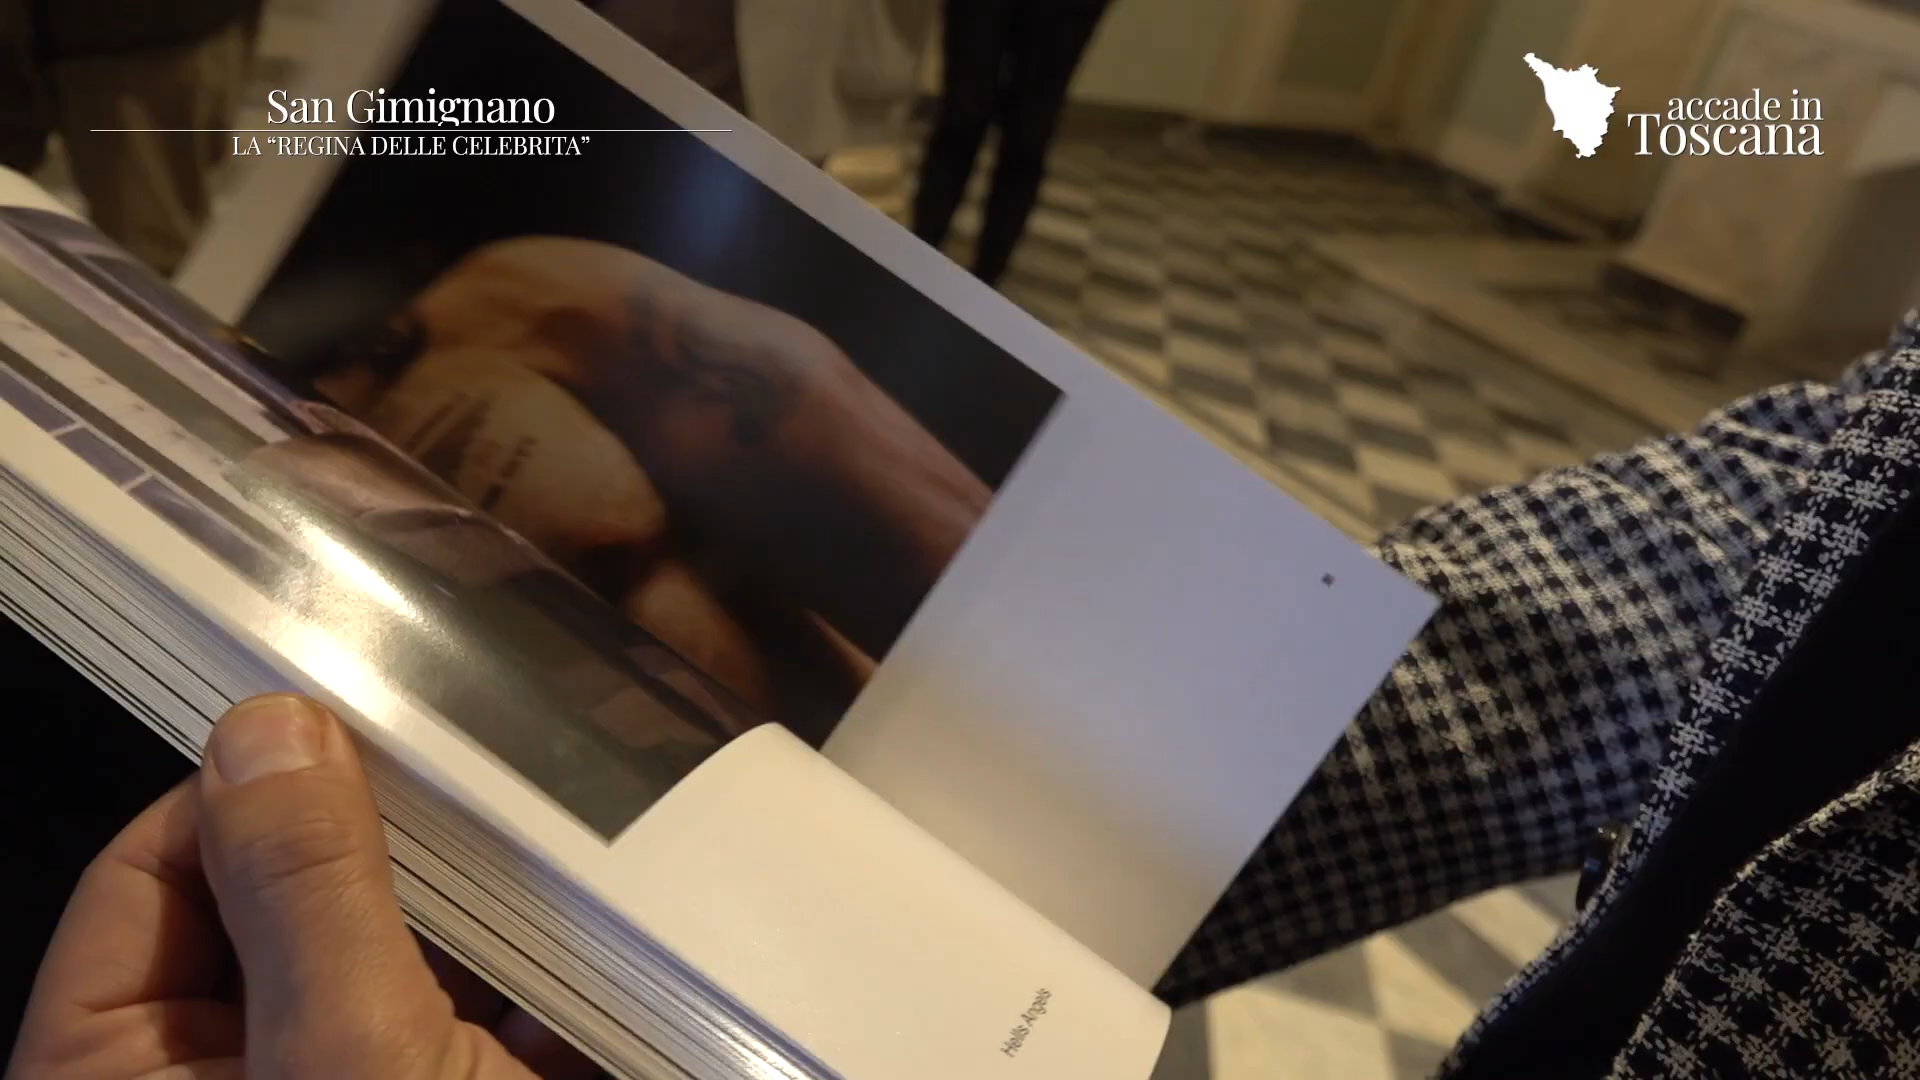 San Gimignano
LA “REGINA DELLE CELEBRITA”
accade in
Toscana
Hells Angels